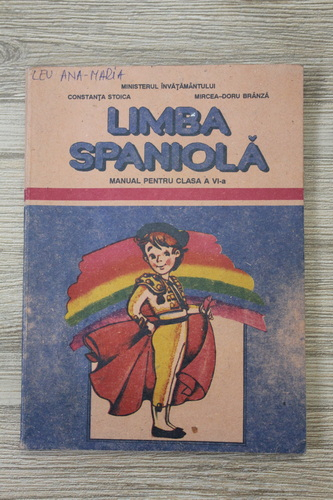 LEU ANA-MARIA
MINISTERUL ÎNVĂȚĂMÂNTULUI
CONSTANȚA STOICA MIRCEA-DORU BRÂNZĂ
LIMBA
SPANIOLĂ
MANUAL PENTRU CLASA A VI-a